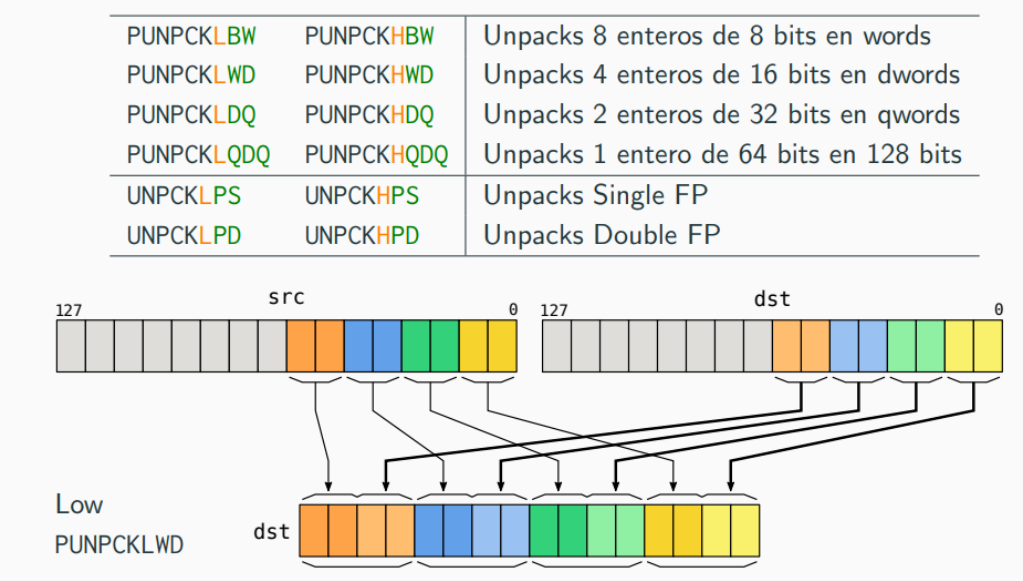 PUNPCKLBW PUNPCKHBW Unpacks 8 enteros de 8 bits en words
PUNPCKLWD PUNPCKHWD Unpacks 4 enteros de 16 bits en dwords
PUNPCKLDQ PUNPCKHDQ Unpacks 2 enteros de 32 bits en qwords
PUNPCKLQDQ PUNPCKHQDQ Unpacks 1 entero de 64 bits en 128 bits
UNPCKLPS UNPCKHPS Unpacks Single FP
UNPCKLPD UNPCKHPD Unpacks Double FP
src dst
127 0 127 0
Low
dst
PUNPCKLWD